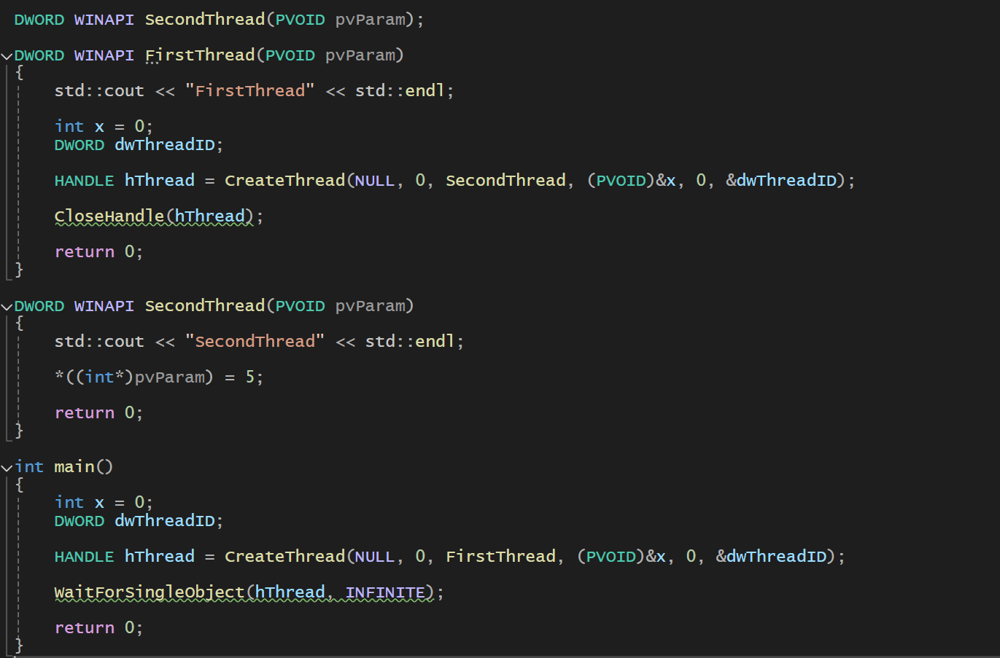 DWORD WINAPI SecondThread(PVOID pvParam);
DWORD WINAPI FirstThread(PVOID pvParam)
{
    std::cout << "FirstThread" << std::endl;
    int x = 0;
    DWORD dwThreadID;
    HANDLE hThread = CreateThread(NULL, 0, SecondThread, (PVOID)&x, 0, &dwThreadID);
    CloseHandle(hThread);
    return 0;
}
DWORD WINAPI SecondThread(PVOID pvParam)
{
    std::cout << "SecondThread" << std::endl;
    *((int*)pvParam) = 5;
    return 0;
}
int main()
{
    int x = 0;
    DWORD dwThreadID;
    HANDLE hThread = CreateThread(NULL, 0, FirstThread, (PVOID)&x, 0, &dwThreadID);
    WaitForSingleObject(hThread, INFINITE);
    return 0;
}